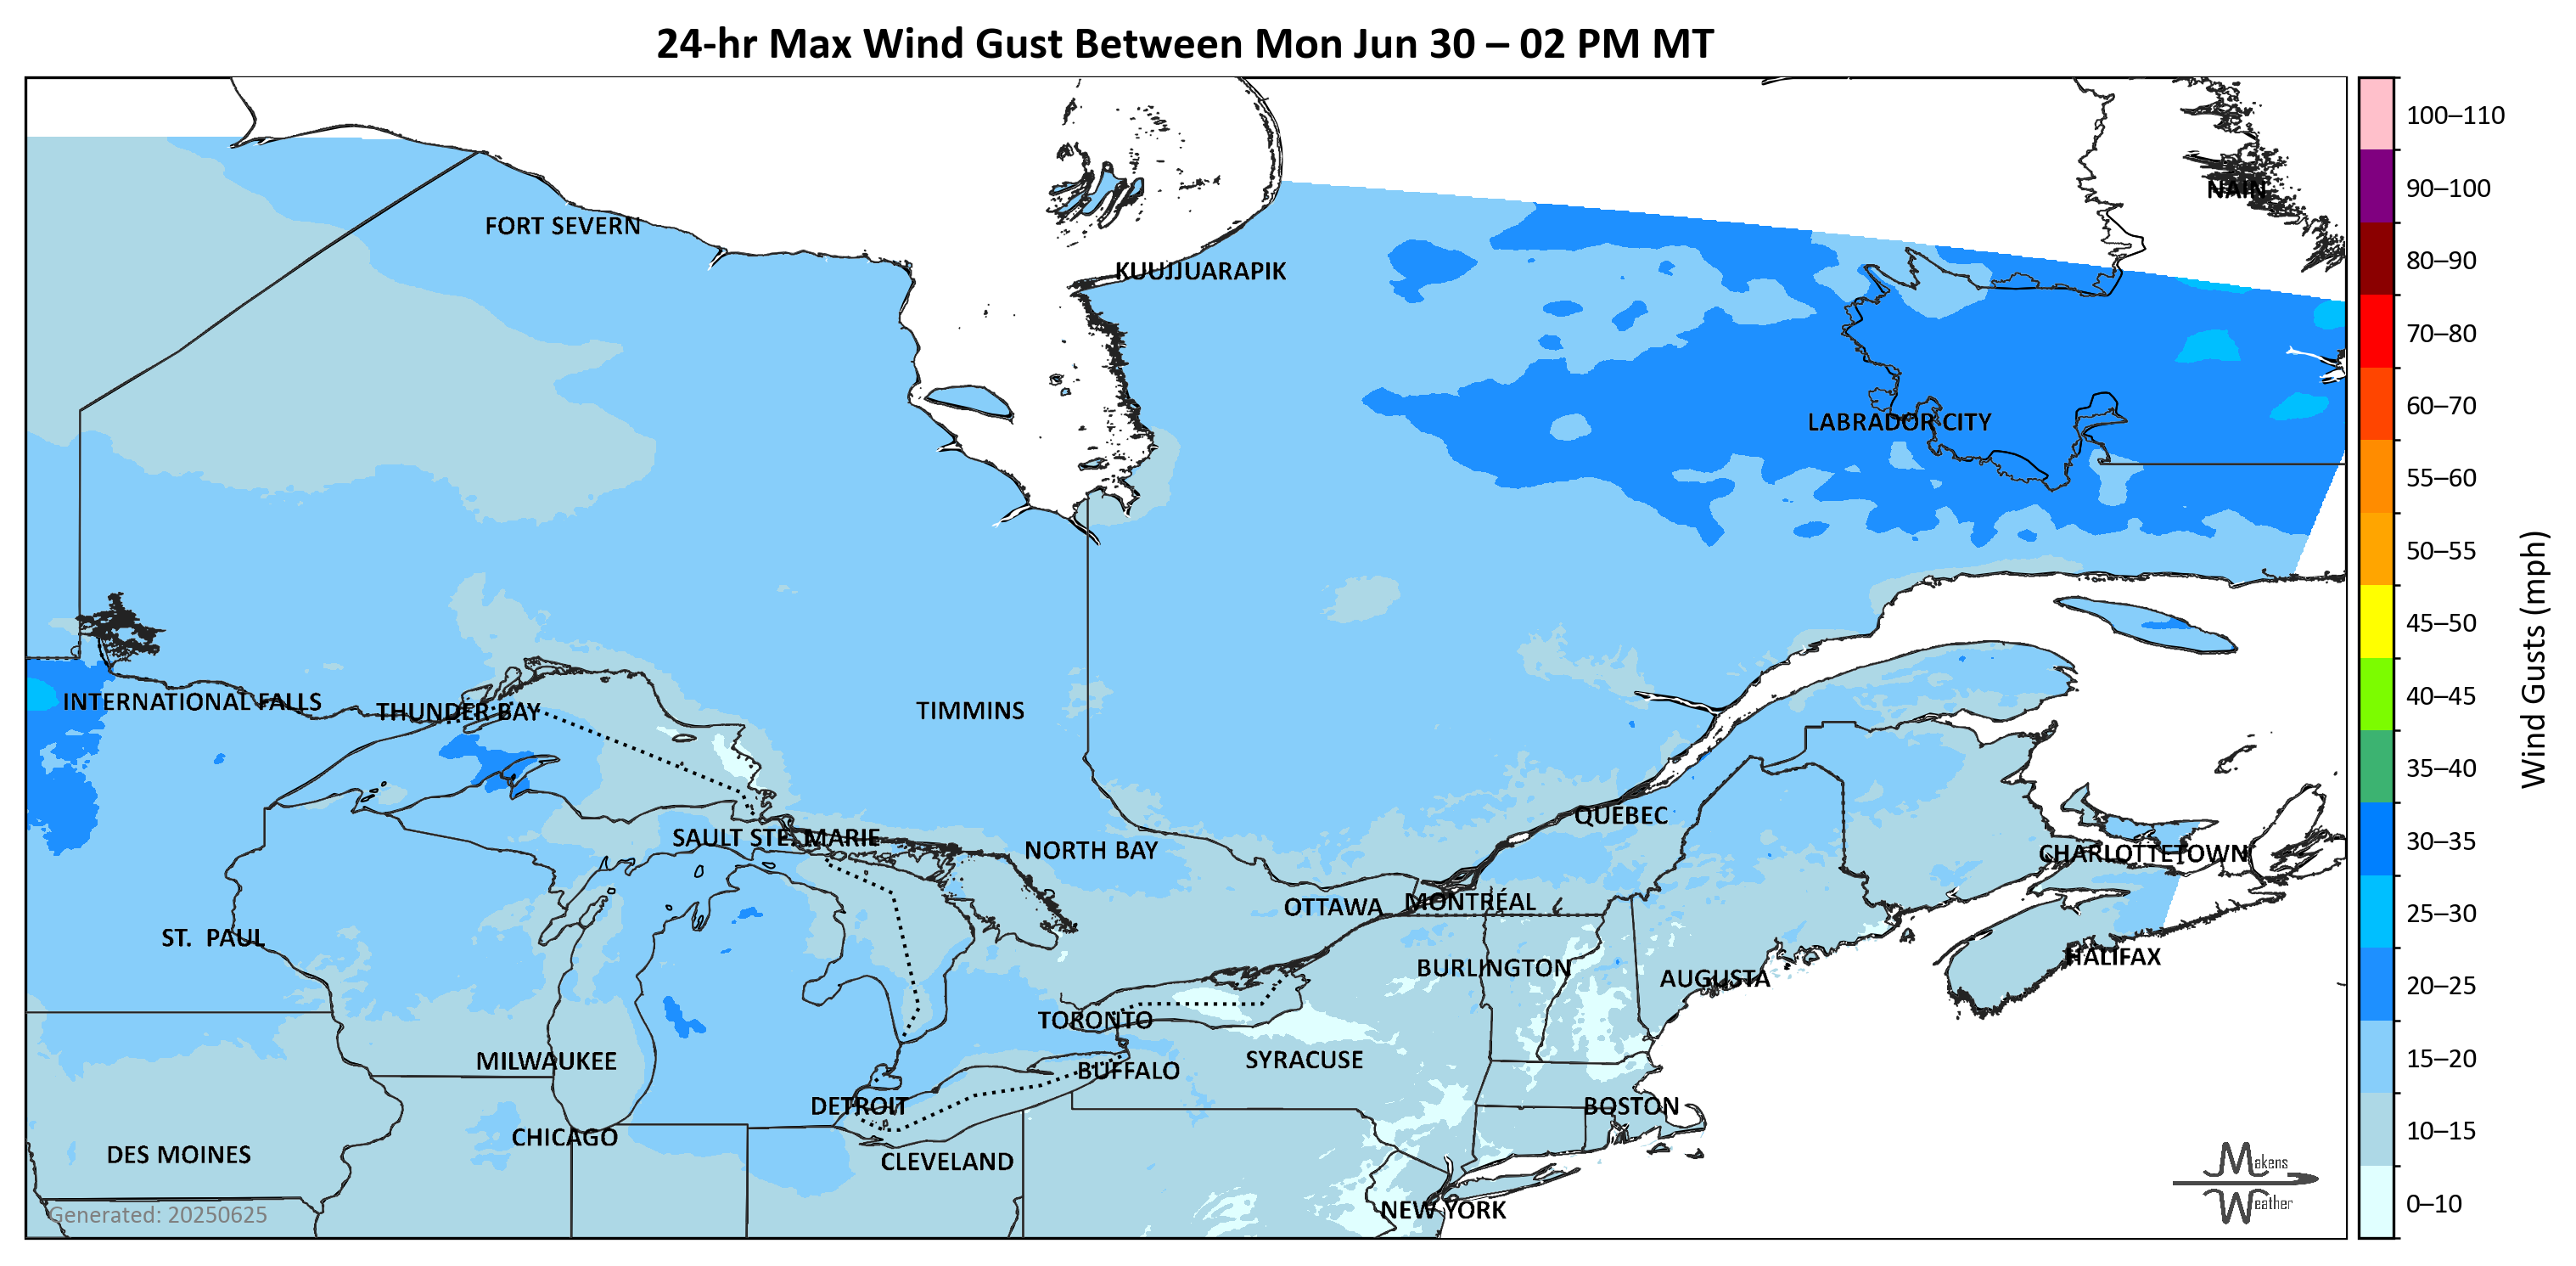 24-hr Max Wind Gust Between Mon Jun 30 – 02 PM MT
100–110
NAIN
90–100
FORT SEVERN
KUUJJUARAPIK
80–90
70–80
60–70
LABRADOR CITY
55–60
50–55
45–50
Wind Gusts (mph)
INTERNATIONAL FALLS
THUNDER BAY
TIMMINS
40–45
35–40
QUEBEC
SAULT STE. MARIE
NORTH BAY
CHARLOTTETOWN
30–35
OTTAWA
MONTRÉAL
25–30
ST. PAUL
BURLINGTON
AUGUSTA
HALIFAX
20–25
TORONTO
MILWAUKEE
BUFFALO
SYRACUSE
15–20
DETROIT
BOSTON
CHICAGO
10–15
DES MOINES
CLEVELAND
Makens
Weather
NEW YORK
0–10
Generated: 20250625